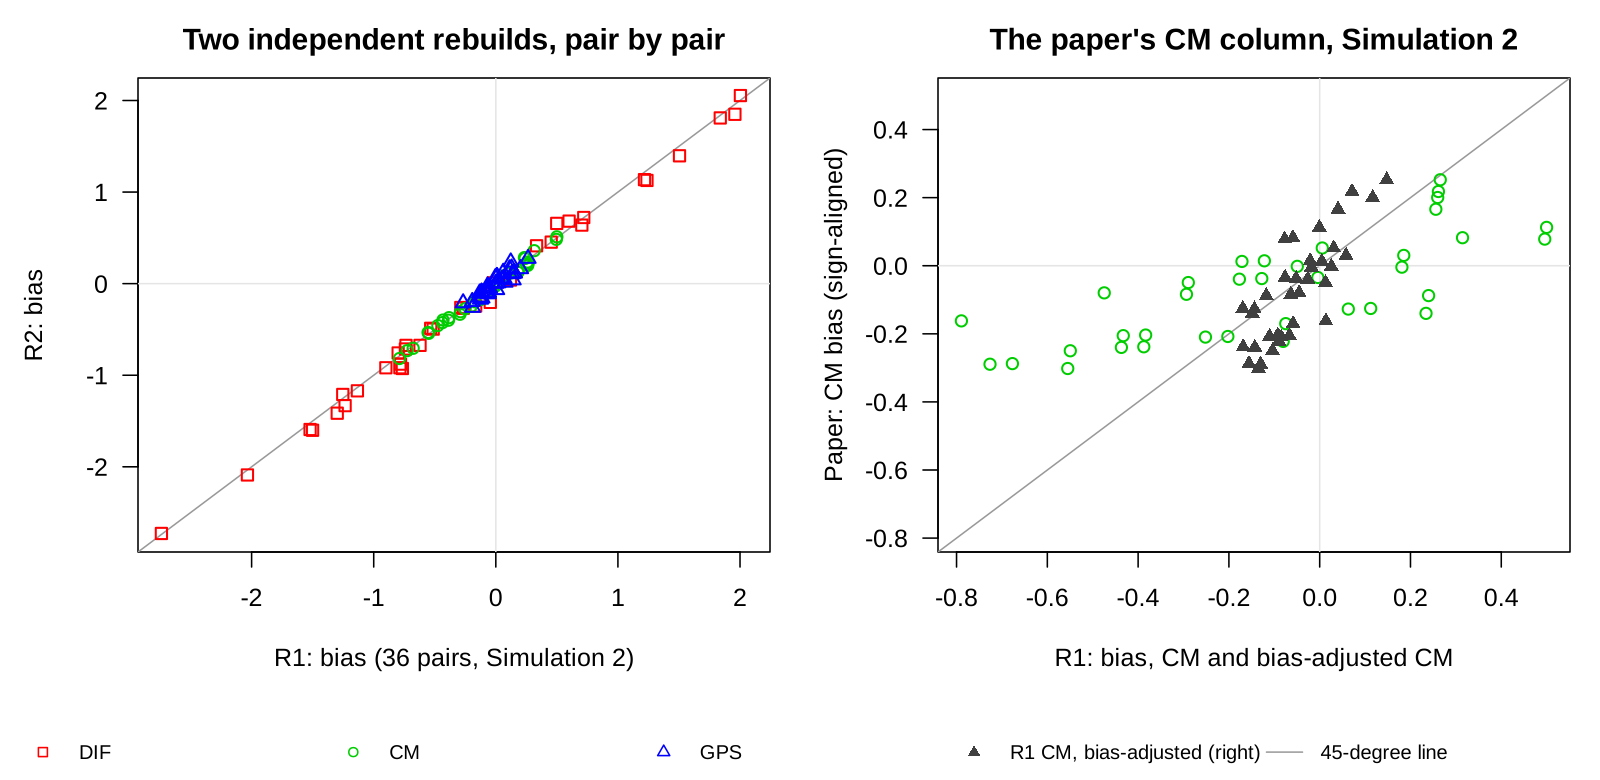 Two independent rebuilds, pair by pair
R2: bias
2
1
0
-1
-2
-2 -1 0 1 2
R1: bias (36 pairs, Simulation 2)
The paper's CM column, Simulation 2
Paper: CM bias (sign-aligned)
0.4
0.2
0.0
-0.2
-0.4
-0.6
-0.8
-0.8 -0.6 -0.4 -0.2 0.0 0.2 0.4
R1: bias, CM and bias-adjusted CM
DIF CM GPS R1 CM, bias-adjusted (right) 45-degree line